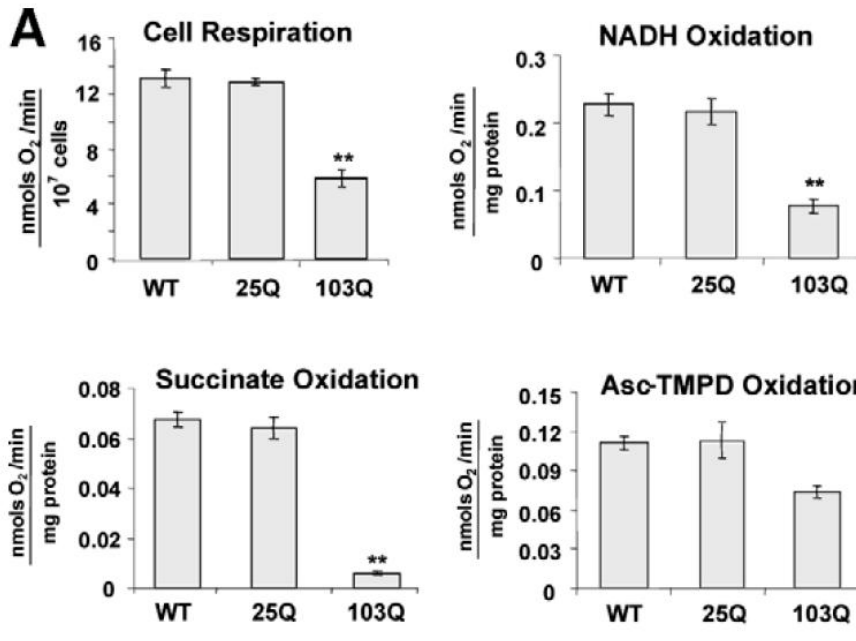 A
Cell Respiration
nmols O2 /min
10^7 cells
16
12
8
4
0
**
WT 25Q 103Q
NADH Oxidation
nmols O2 /min
mg protein
0.3
0.2
0.1
0
**
WT 25Q 103Q
Succinate Oxidation
nmols O2 /min
mg protein
0.08
0.06
0.04
0.02
0
**
WT 25Q 103Q
Asc-TMPD Oxidation
nmols O2 /min
mg protein
0.15
0.12
0.09
0.06
0.03
0
WT 25Q 103Q